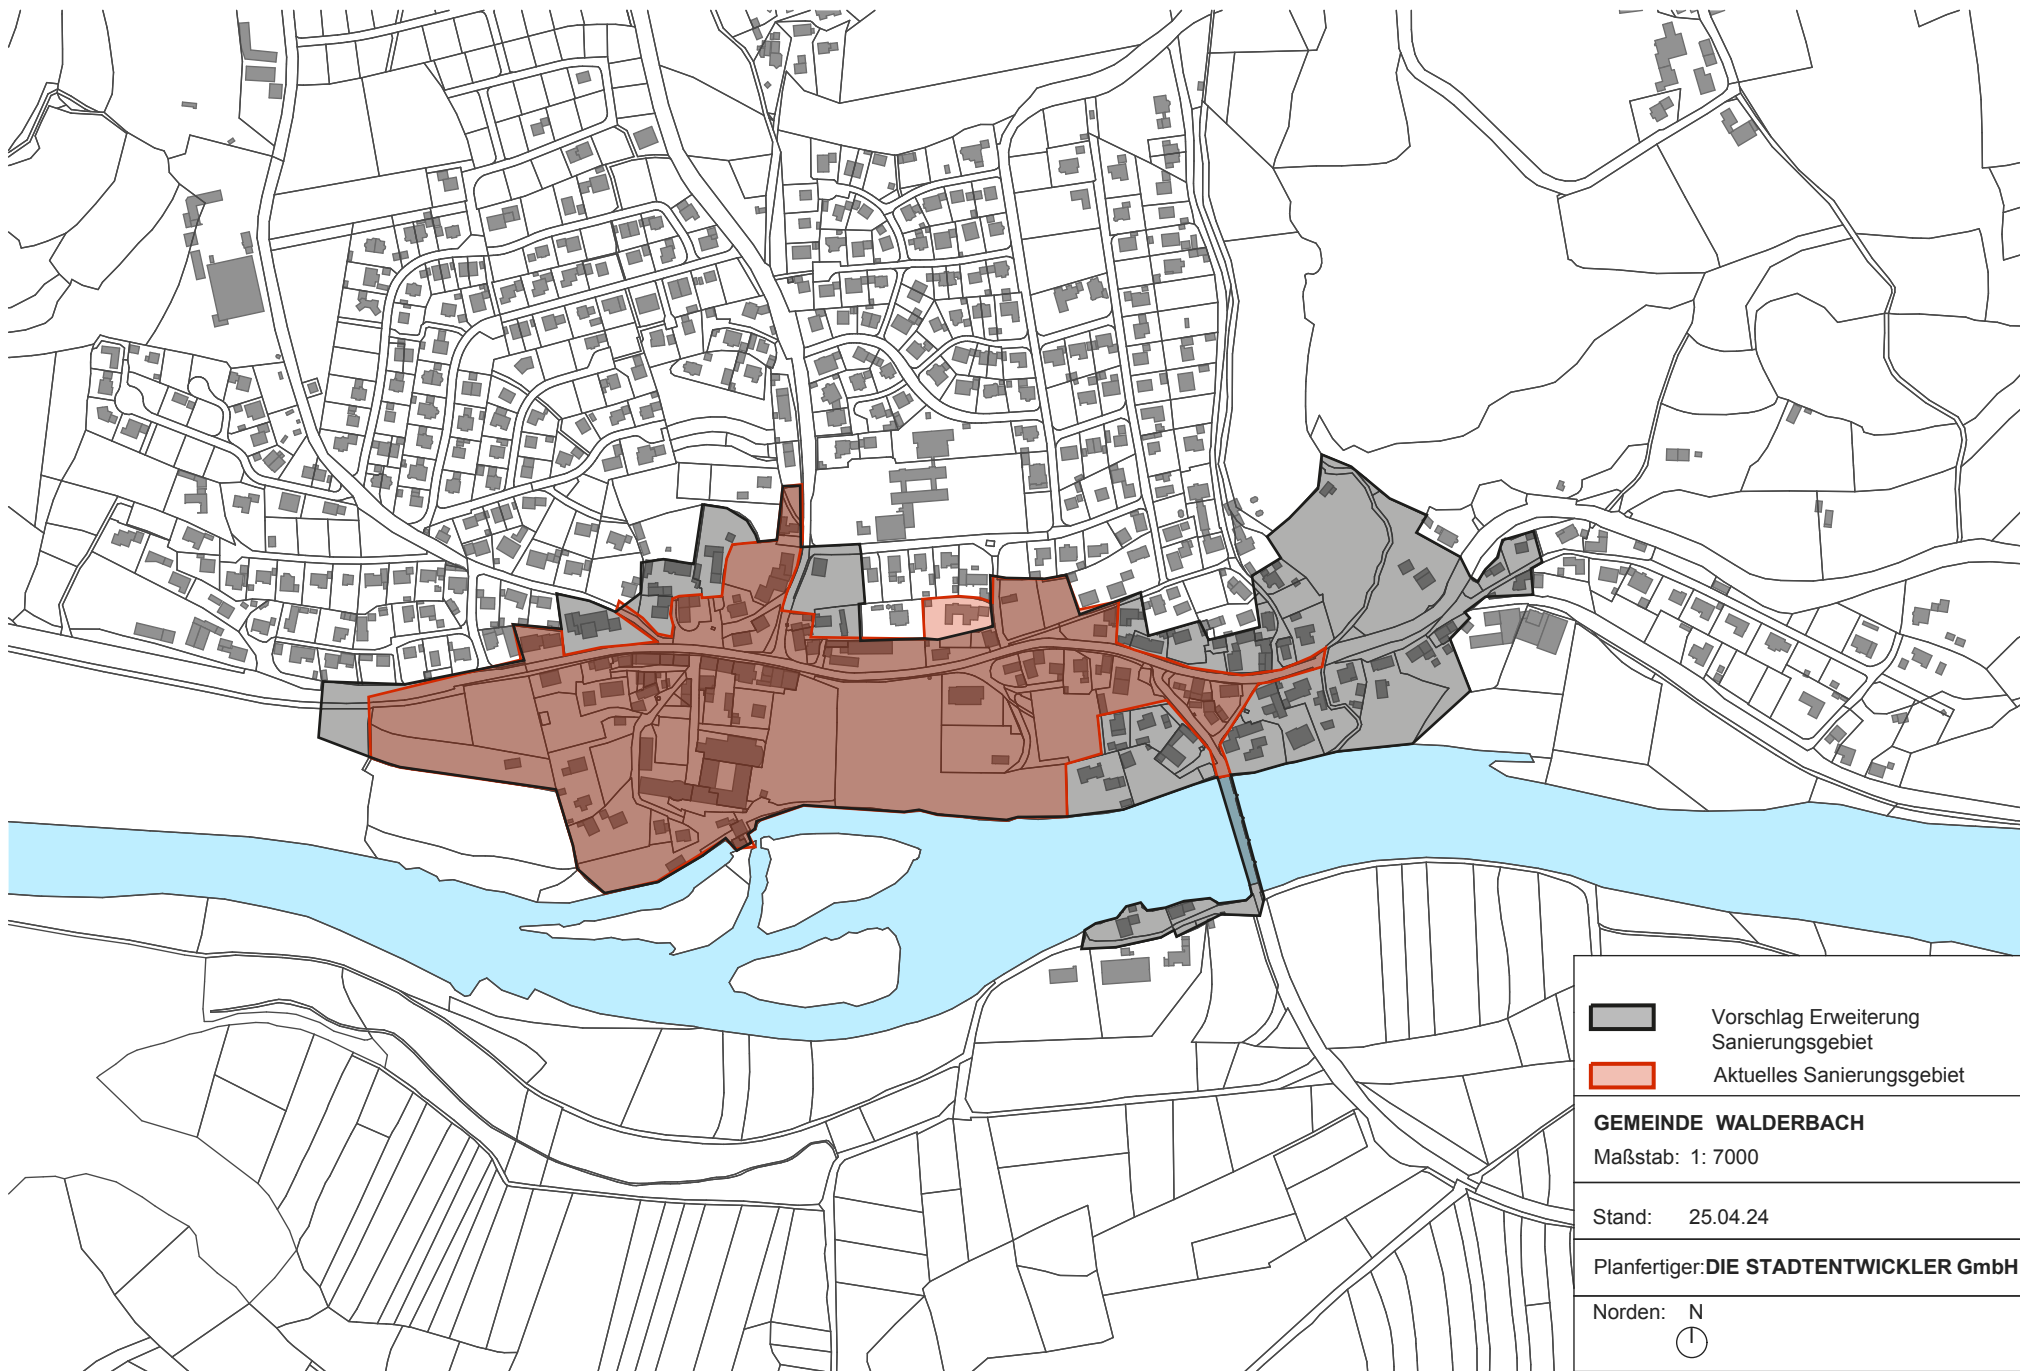 Vorschlag Erweiterung
Sanierungsgebiet
Aktuelles Sanierungsgebiet
GEMEINDE WALDERBACH
Maßstab: 1: 7000
Stand: 25.04.24
Planfertiger:DIE STADTENTWICKLER GmbH
Norden: N